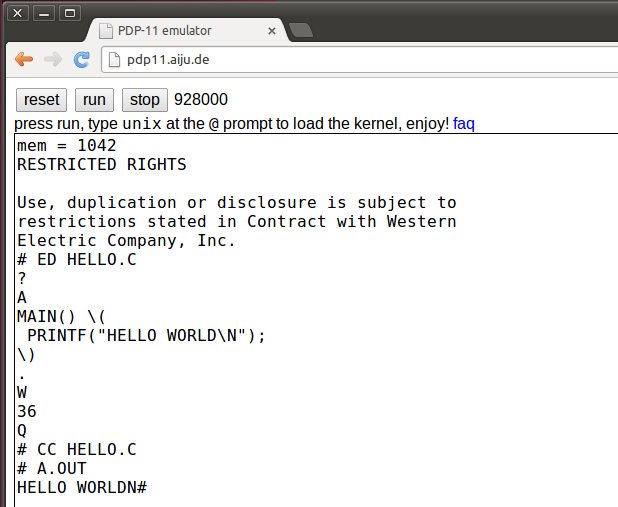 PDP-11 emulator
pdp11.aiju.de
reset run stop 928000
press run, type unix at the @ prompt to load the kernel, enjoy! faq
mem = 1042
RESTRICTED RIGHTS
Use, duplication or disclosure is subject to
restrictions stated in Contract with Western
Electric Company, Inc.
# ED HELLO.C
?
A
MAIN() \(
 PRINTF("HELLO WORLD\N");
\)
.
W
36
Q
# CC HELLO.C
# A.OUT
HELLO WORLDN#